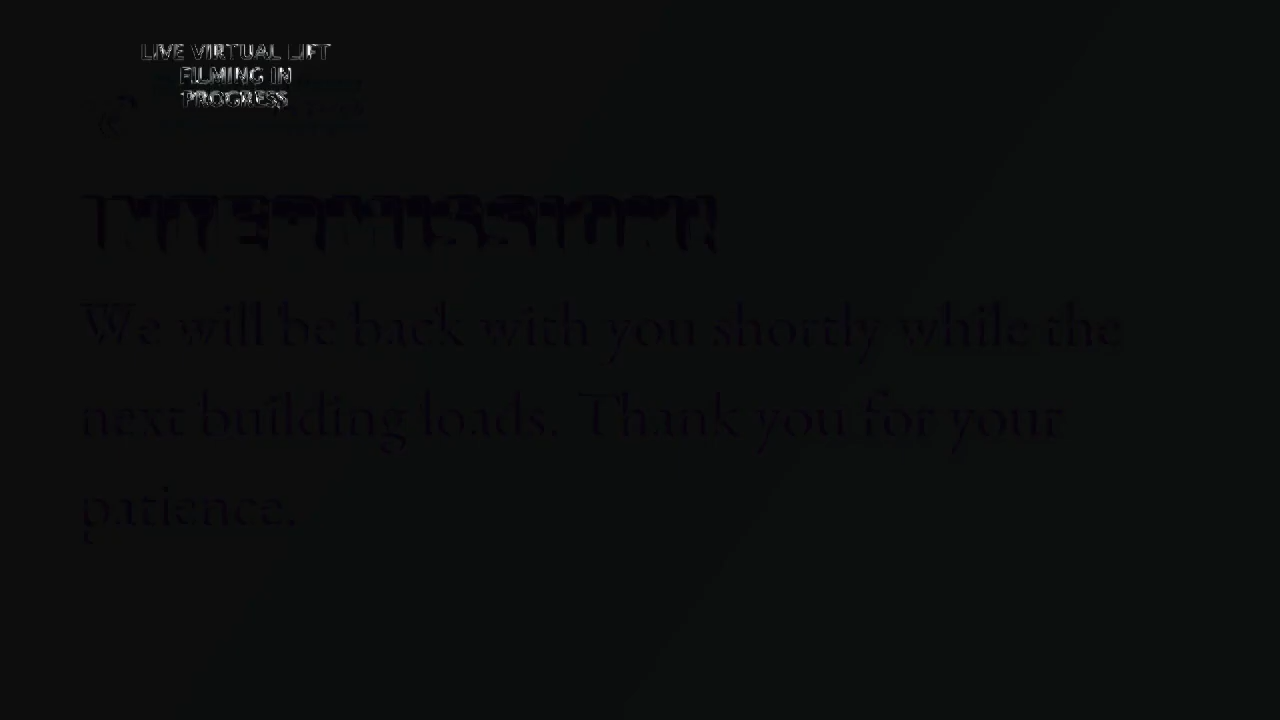 LIVE VIRTUAL LIFT
FILMING IN
PROGRESS
INTERMISSION!
We will be back with you shortly while the
next building loads. Thank you for your
patience.